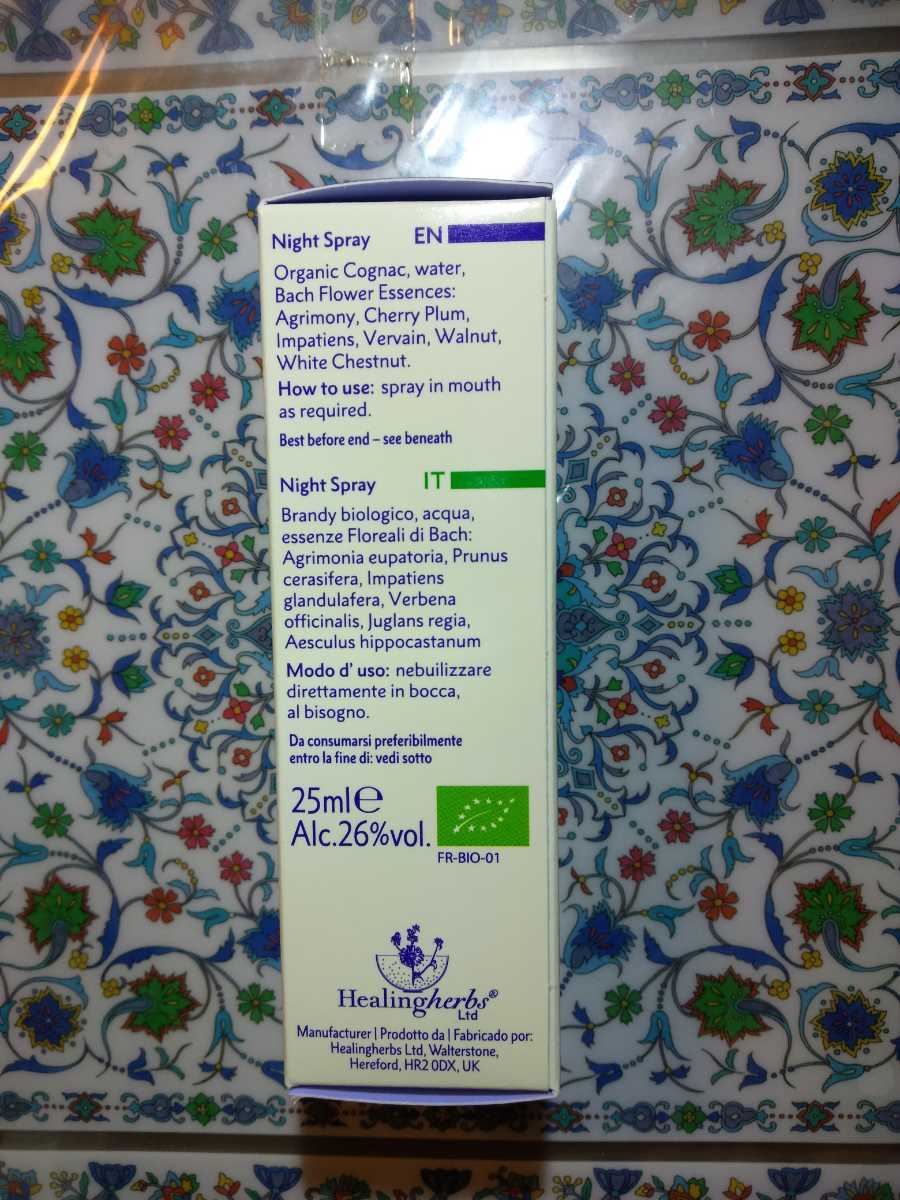 Night Spray EN
Organic Cognac, water,
Bach Flower Essences:
Agrimony, Cherry Plum,
Impatiens, Vervain, Walnut,
White Chestnut.
How to use: spray in mouth
as required.
Best before end – see beneath
Night Spray IT
Brandy biologico, acqua,
essenze Floreali di Bach:
Agrimonia eupatoria, Prunus
cerasifera, Impatiens
glandulafera, Verbena
officinalis, Juglans regia,
Aesculus hippocastanum
Modo d' uso: nebuilizzare
direttamente in bocca,
al bisogno.
Da consumarsi preferibilmente
entro la fine di: vedi sotto
25ml℮
Alc.26%vol.
FR-BIO-01
Healingherbs®
Ltd
Manufacturer | Prodotto da | Fabricado por:
Healingherbs Ltd, Walterstone,
Hereford, HR2 0DX, UK